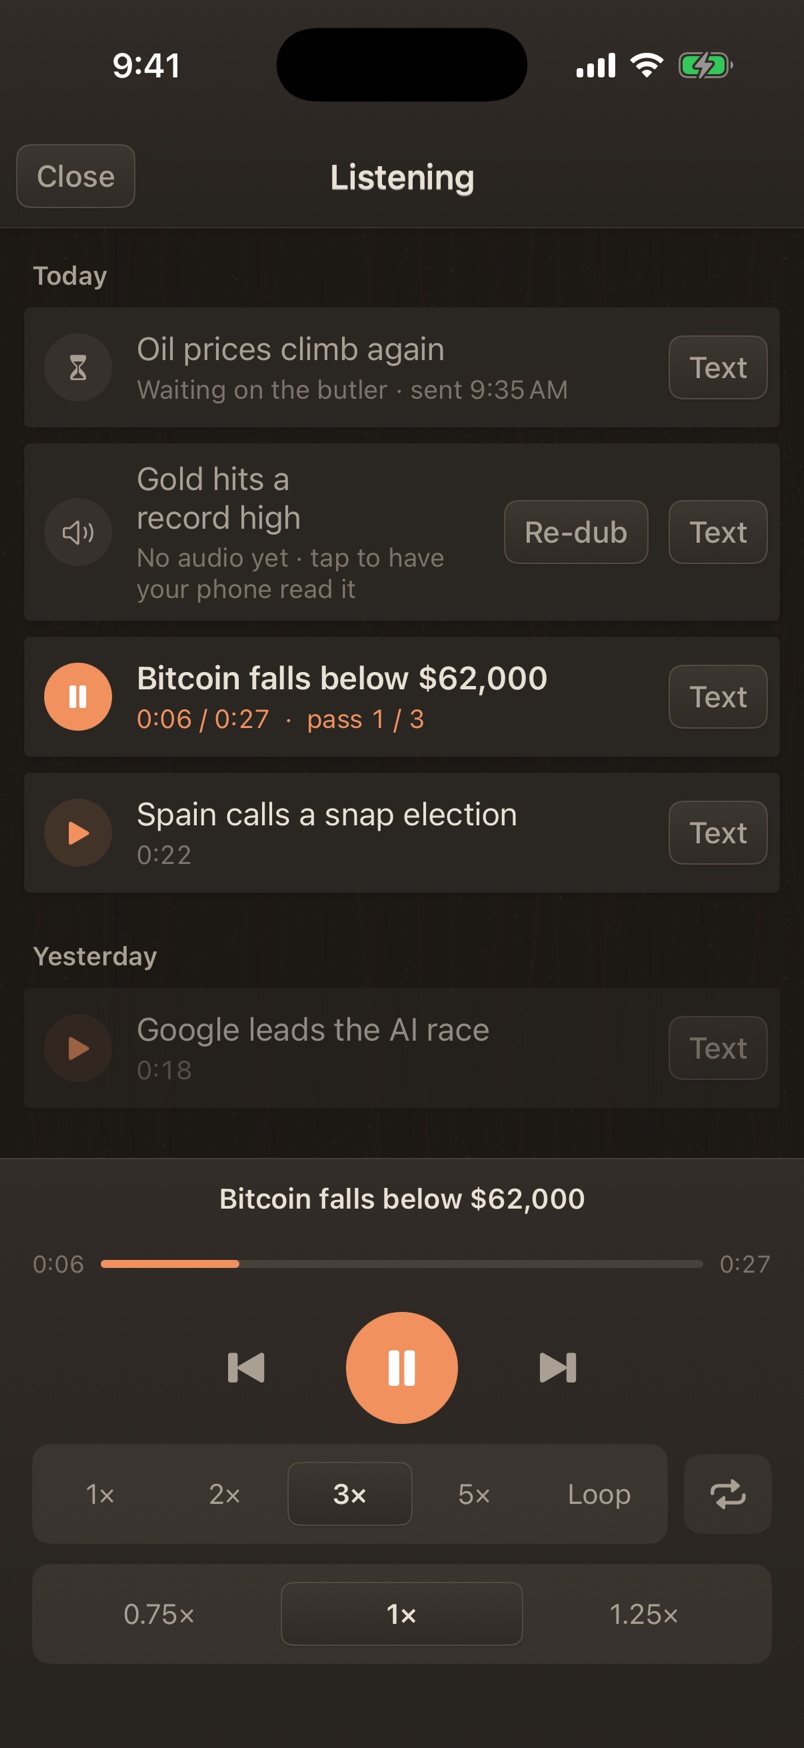 9:41
Close
Listening
Today
Oil prices climb again
Waiting on the butler · sent 9:35 AM
Text
Gold hits a
record high
No audio yet · tap to have
your phone read it
Re-dub
Text
Bitcoin falls below $62,000
0:06 / 0:27 · pass 1 / 3
Text
Spain calls a snap election
0:22
Text
Yesterday
Google leads the AI race
0:18
Text
Bitcoin falls below $62,000
0:06
0:27
1× 2× 3× 5× Loop
0.75× 1× 1.25×